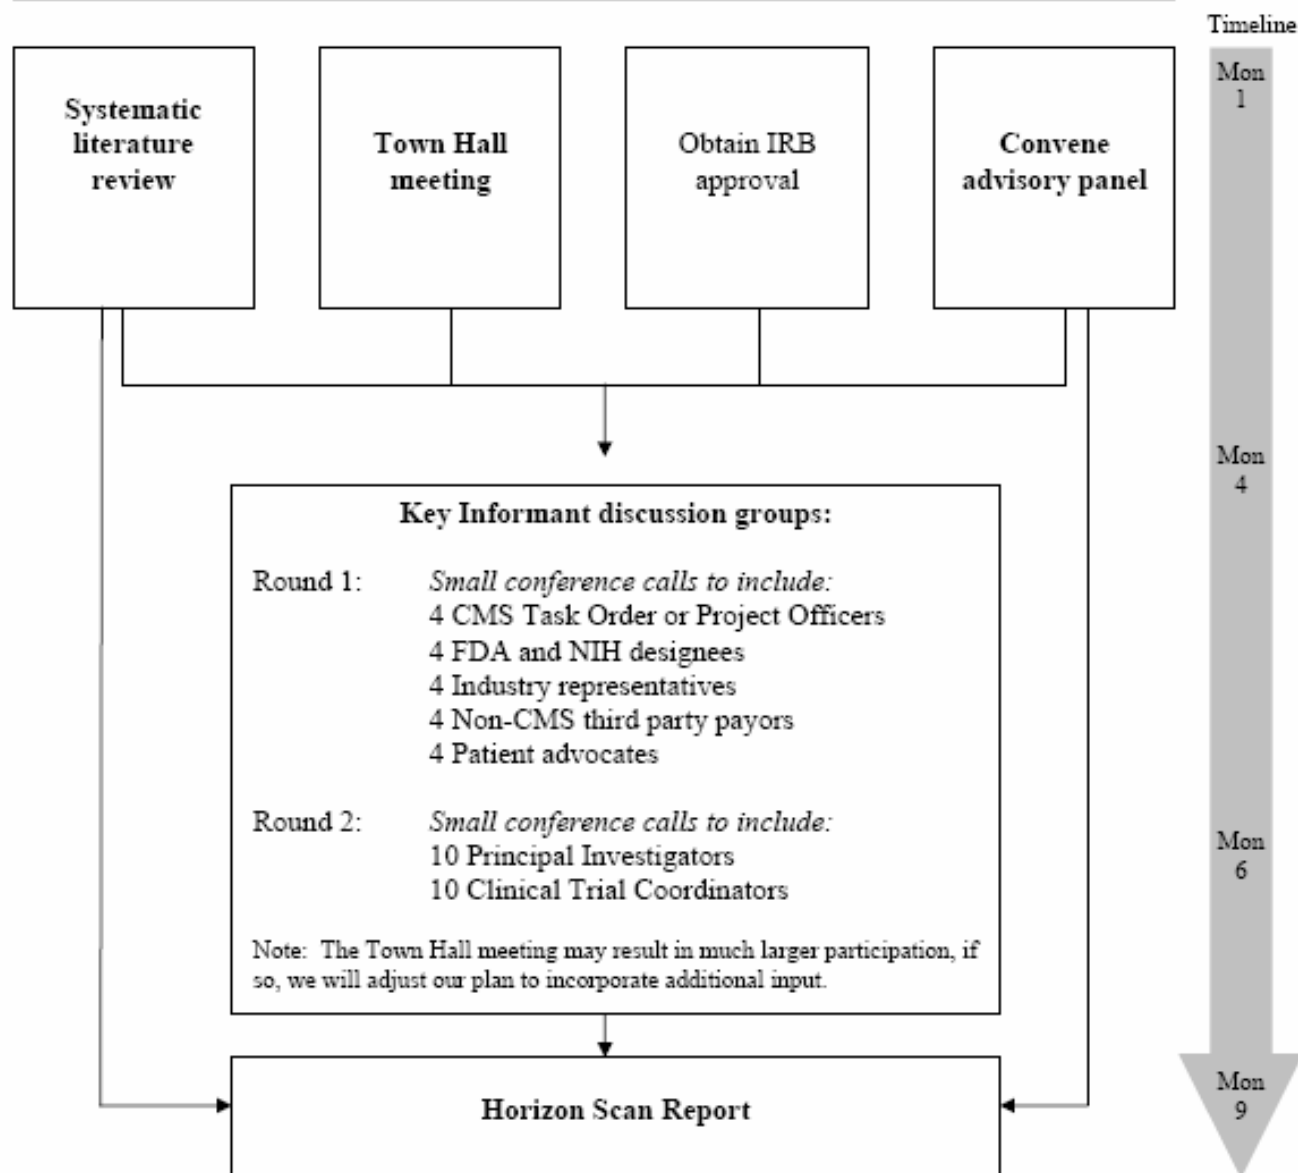 Timeline
Systematic
literature
review
Town Hall
meeting
Obtain IRB
approval
Convene
advisory panel
Mon
1
Mon
4
Key Informant discussion groups:
Round 1: Small conference calls to include:
4 CMS Task Order or Project Officers
4 FDA and NIH designees
4 Industry representatives
4 Non-CMS third party payors
4 Patient advocates
Round 2: Small conference calls to include:
10 Principal Investigators
10 Clinical Trial Coordinators
Mon
6
Note: The Town Hall meeting may result in much larger participation, if
so, we will adjust our plan to incorporate additional input.
Horizon Scan Report
Mon
9